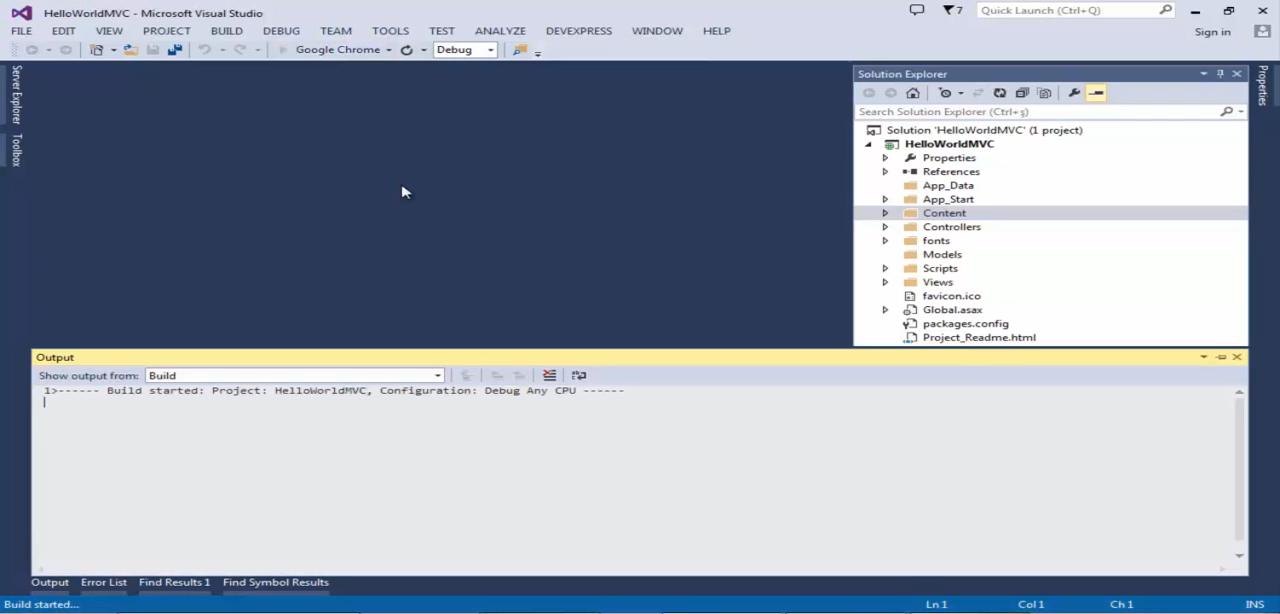 HelloWorldMVC - Microsoft Visual Studio
7
Quick Launch (Ctrl+Q)
FILE EDIT VIEW PROJECT BUILD DEBUG TEAM TOOLS TEST ANALYZE DEVEXPRESS WINDOW HELP
Sign in
Google Chrome
Debug
Server Explorer
Toolbox
Solution Explorer
Search Solution Explorer (Ctrl+ş)
Solution 'HelloWorldMVC' (1 project)
HelloWorldMVC
Properties
References
App_Data
App_Start
Content
Controllers
fonts
Models
Scripts
Views
favicon.ico
Global.asax
packages.config
Project_Readme.html
Properties
Output
Show output from: Build
1>------ Build started: Project: HelloWorldMVC, Configuration: Debug Any CPU ------
Output Error List Find Results 1 Find Symbol Results
Build started... Ln 1 Col 1 Ch 1 INS